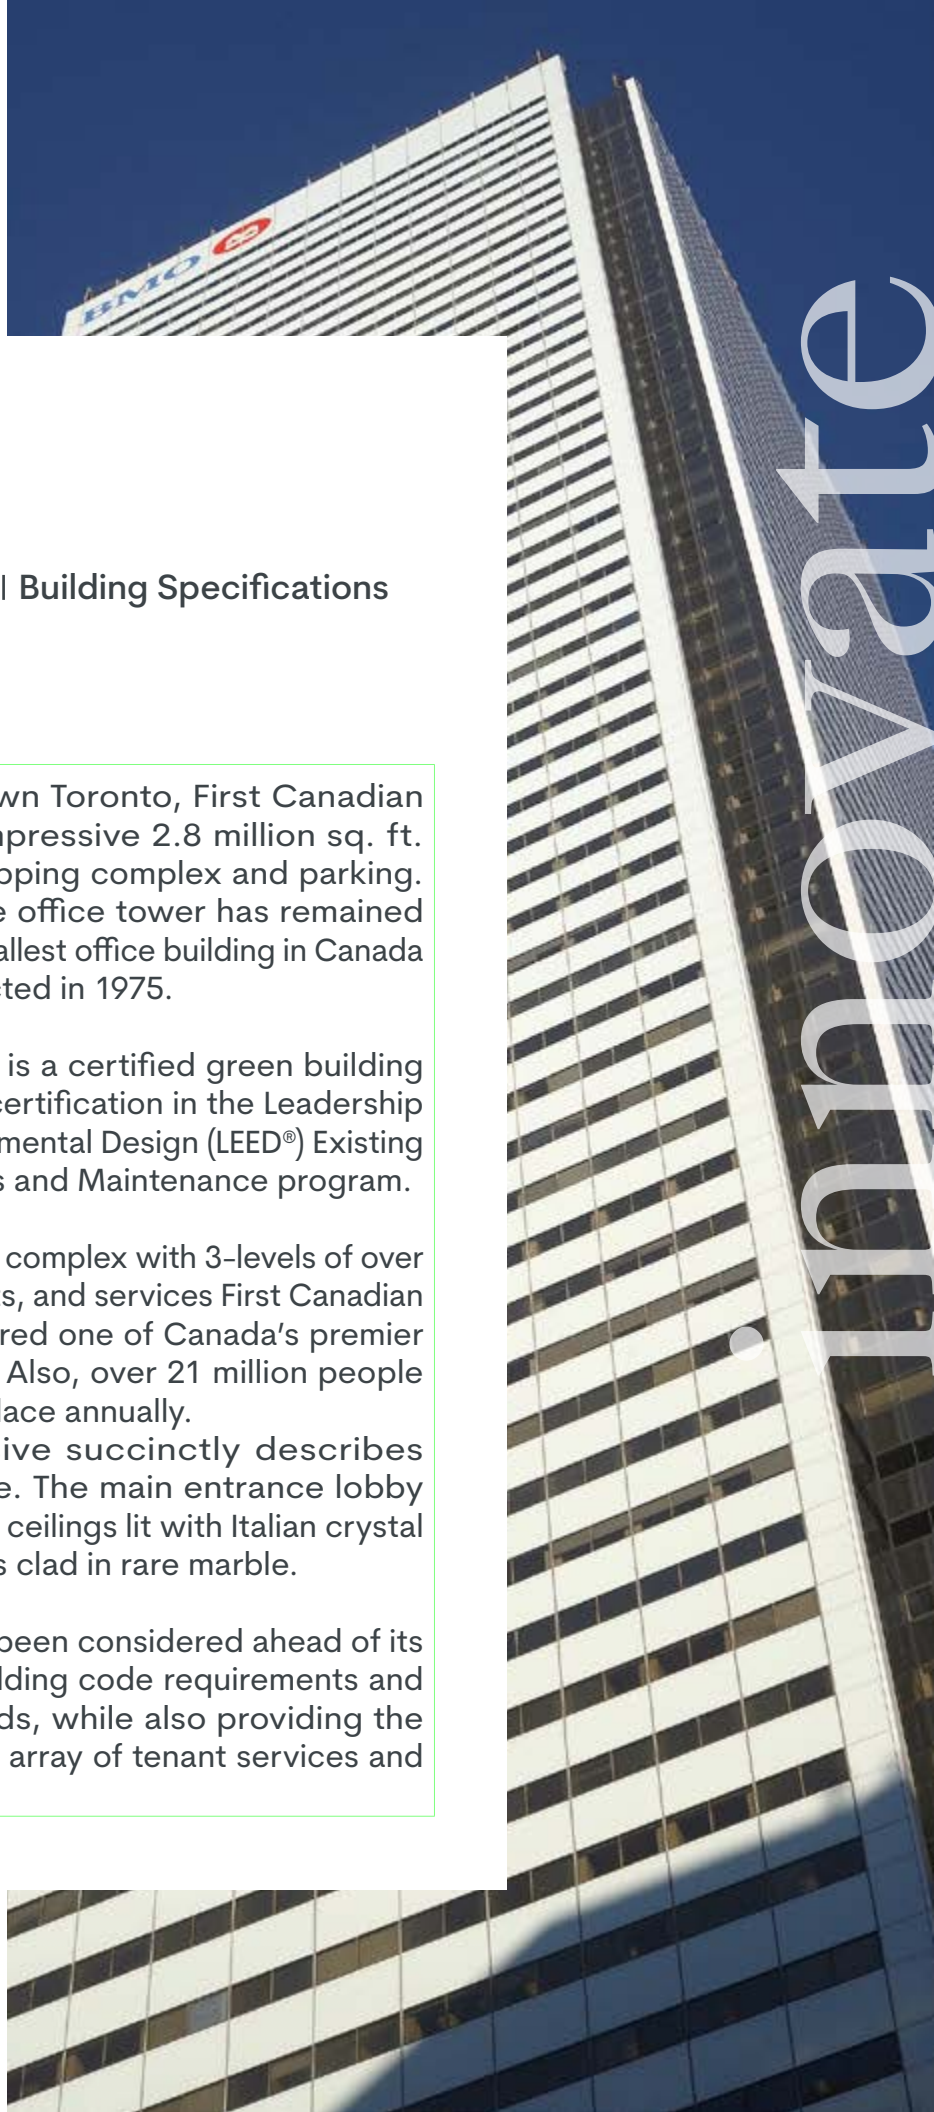 BMO
innovate
| Building Specifications
wn Toronto, First Canadian
mpressive 2.8 million sq. ft.
pping complex and parking.
e office tower has remained
allest office building in Canada
cted in 1975.
is a certified green building
certification in the Leadership
mental Design (LEED®) Existing
s and Maintenance program.
complex with 3-levels of over
ts, and services First Canadian
red one of Canada’s premier
Also, over 21 million people
lace annually.
ive succinctly describes
e. The main entrance lobby
ceilings lit with Italian crystal
s clad in rare marble.
been considered ahead of its
lding code requirements and
ds, while also providing the
array of tenant services and